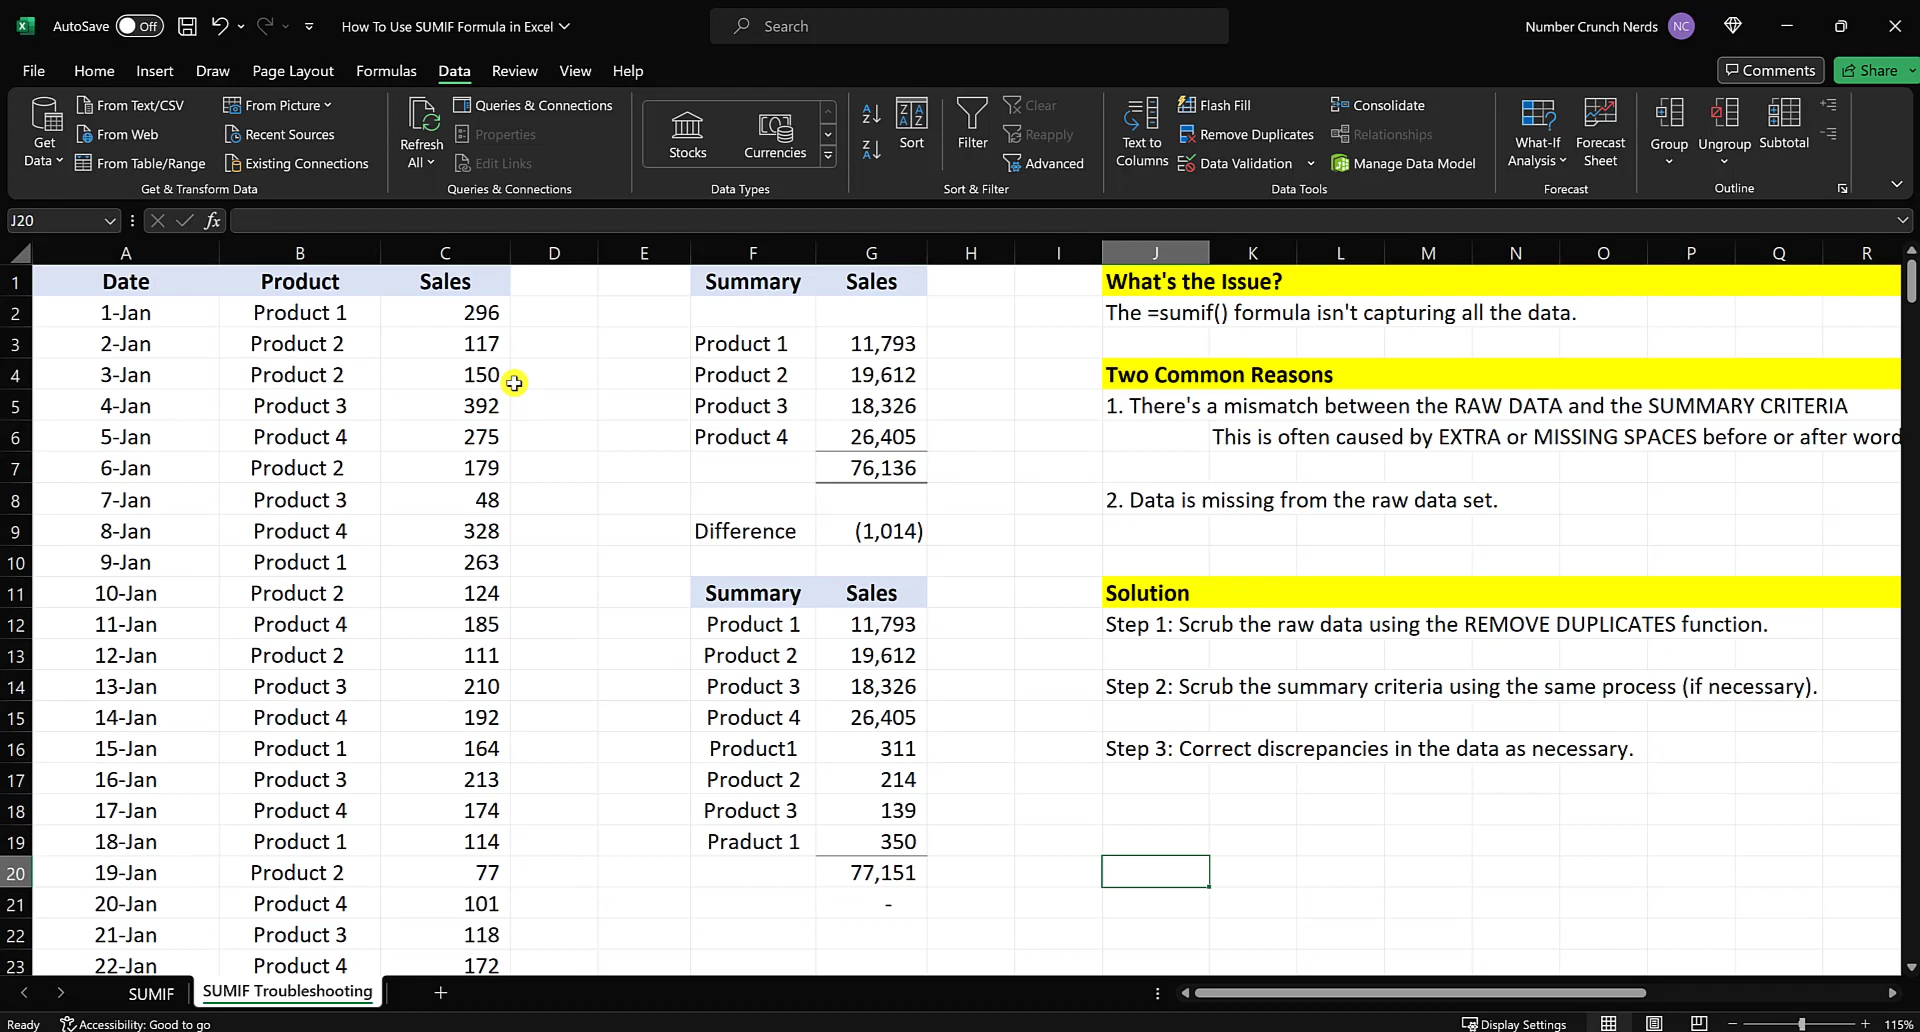 AutoSave Off How To Use SUMIF Formula in Excel Search Number Crunch Nerds NC
File Home Insert Draw Page Layout Formulas Data Review View Help Comments Share
Get Data
From Text/CSV
From Web
From Table/Range
From Picture
Recent Sources
Existing Connections
Get & Transform Data
Refresh All
Queries & Connections
Properties
Edit Links
Queries & Connections
Stocks
Currencies
Data Types
Sort
Filter
Clear
Reapply
Advanced
Sort & Filter
Text to Columns
Flash Fill
Remove Duplicates
Data Validation
Consolidate
Relationships
Manage Data Model
Data Tools
What-If Analysis
Forecast Sheet
Forecast
Group
Ungroup
Subtotal
Outline
J20 fx
A B C D E F G H I J K L M N O P Q R
1 Date Product Sales Summary Sales What's the Issue?
2 1-Jan Product 1 296 The =sumif() formula isn't capturing all the data.
3 2-Jan Product 2 117 Product 1 11,793
4 3-Jan Product 2 150 Product 2 19,612 Two Common Reasons
5 4-Jan Product 3 392 Product 3 18,326 1. There's a mismatch between the RAW DATA and the SUMMARY CRITERIA
6 5-Jan Product 4 275 Product 4 26,405 This is often caused by EXTRA or MISSING SPACES before or after word
7 6-Jan Product 2 179 76,136
8 7-Jan Product 3 48 2. Data is missing from the raw data set.
9 8-Jan Product 4 328 Difference (1,014)
10 9-Jan Product 1 263
11 10-Jan Product 2 124 Summary Sales Solution
12 11-Jan Product 4 185 Product 1 11,793 Step 1: Scrub the raw data using the REMOVE DUPLICATES function.
13 12-Jan Product 2 111 Product 2 19,612
14 13-Jan Product 3 210 Product 3 18,326 Step 2: Scrub the summary criteria using the same process (if necessary).
15 14-Jan Product 4 192 Product 4 26,405
16 15-Jan Product 1 164 Product1 311 Step 3: Correct discrepancies in the data as necessary.
17 16-Jan Product 3 213 Product 2 214
18 17-Jan Product 4 174 Product 3 139
19 18-Jan Product 1 114 Praduct 1 350
20 19-Jan Product 2 77 77,151
21 20-Jan Product 4 101 -
22 21-Jan Product 3 118
23 22-Jan Product 4 172
SUMIF SUMIF Troubleshooting
Ready Accessibility: Good to go Display Settings 115%